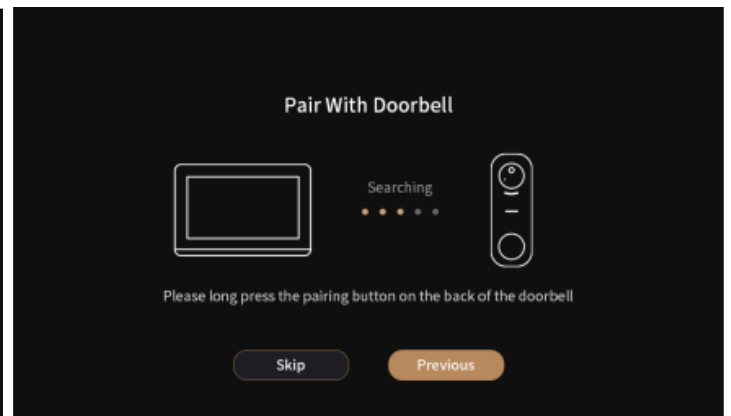 Pair With Doorbell
Searching
Please long press the pairing button on the back of the doorbell
Skip
Previous